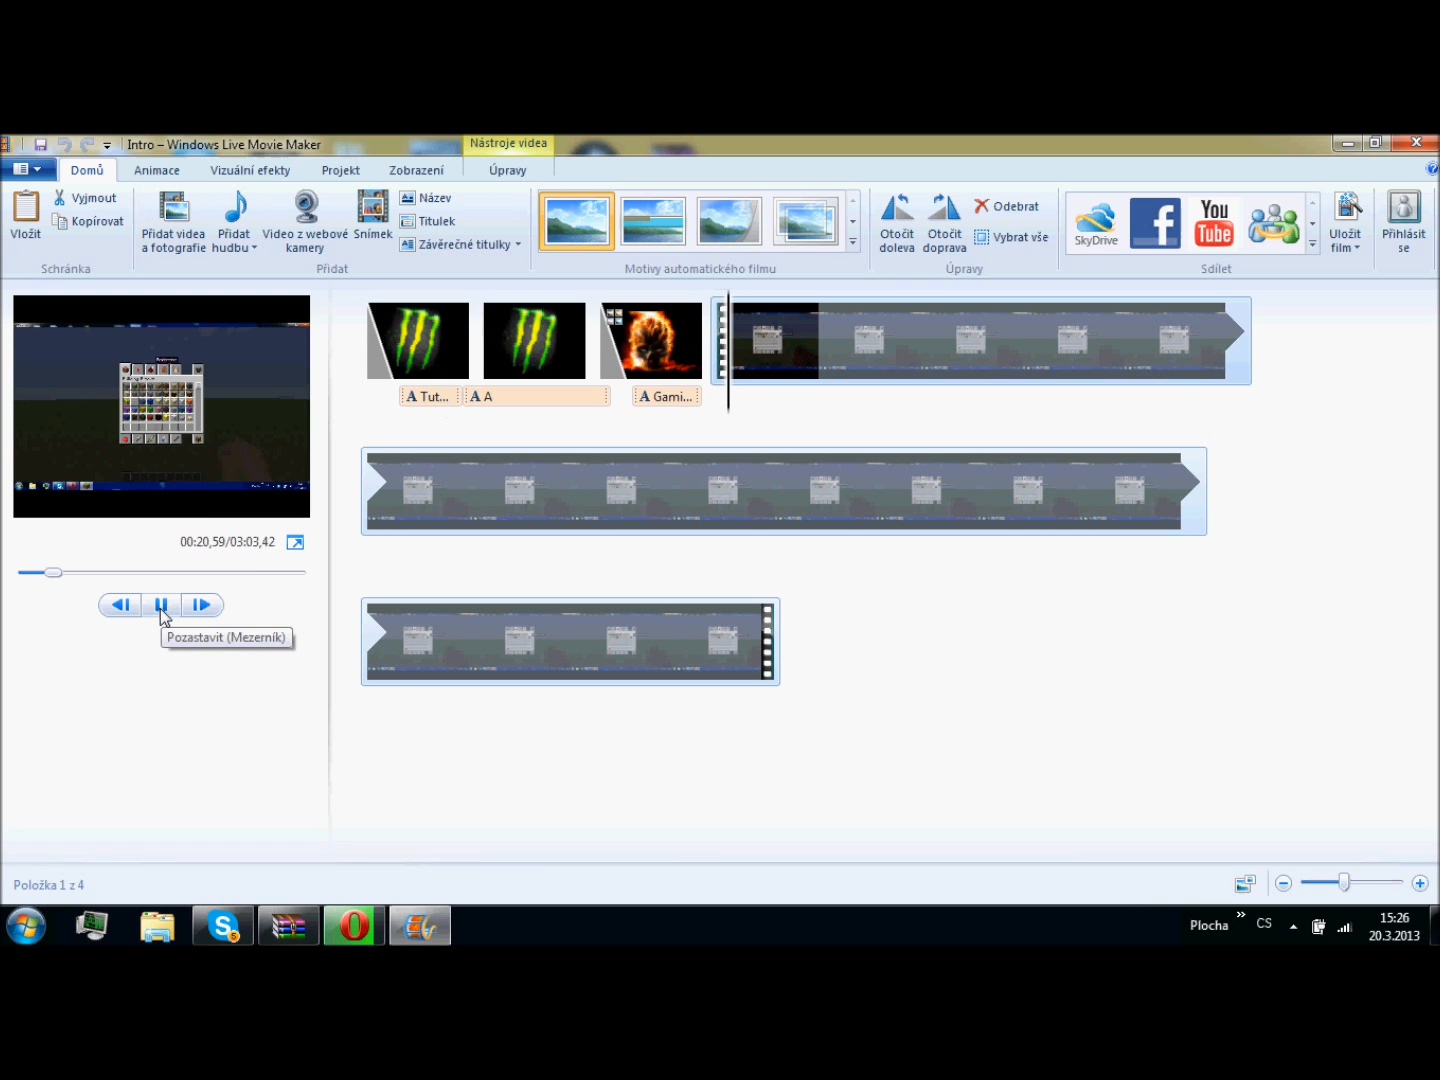 Intro – Windows Live Movie Maker
Nástroje videa
Domů
Animace
Vizuální efekty
Projekt
Zobrazení
Úpravy
Vložit
Vyjmout
Kopírovat
Schránka
Přidat videa
a fotografie
Přidat
hudbu
Video z webové
kamery
Snímek
Název
Titulek
Závěrečné titulky
Přidat
Motivy automatického filmu
Otočit
doleva
Otočit
doprava
Odebrat
Vybrat vše
Úpravy
SkyDrive
f
You
Tube
Sdílet
Uložit
film
Přihlásit
se
A Tut...
A A
A Gami...
00:20,59/03:03,42
Pozastavit (Mezerník)
Položka 1 z 4
S
5
Plocha
CS
15:26
20.3.2013